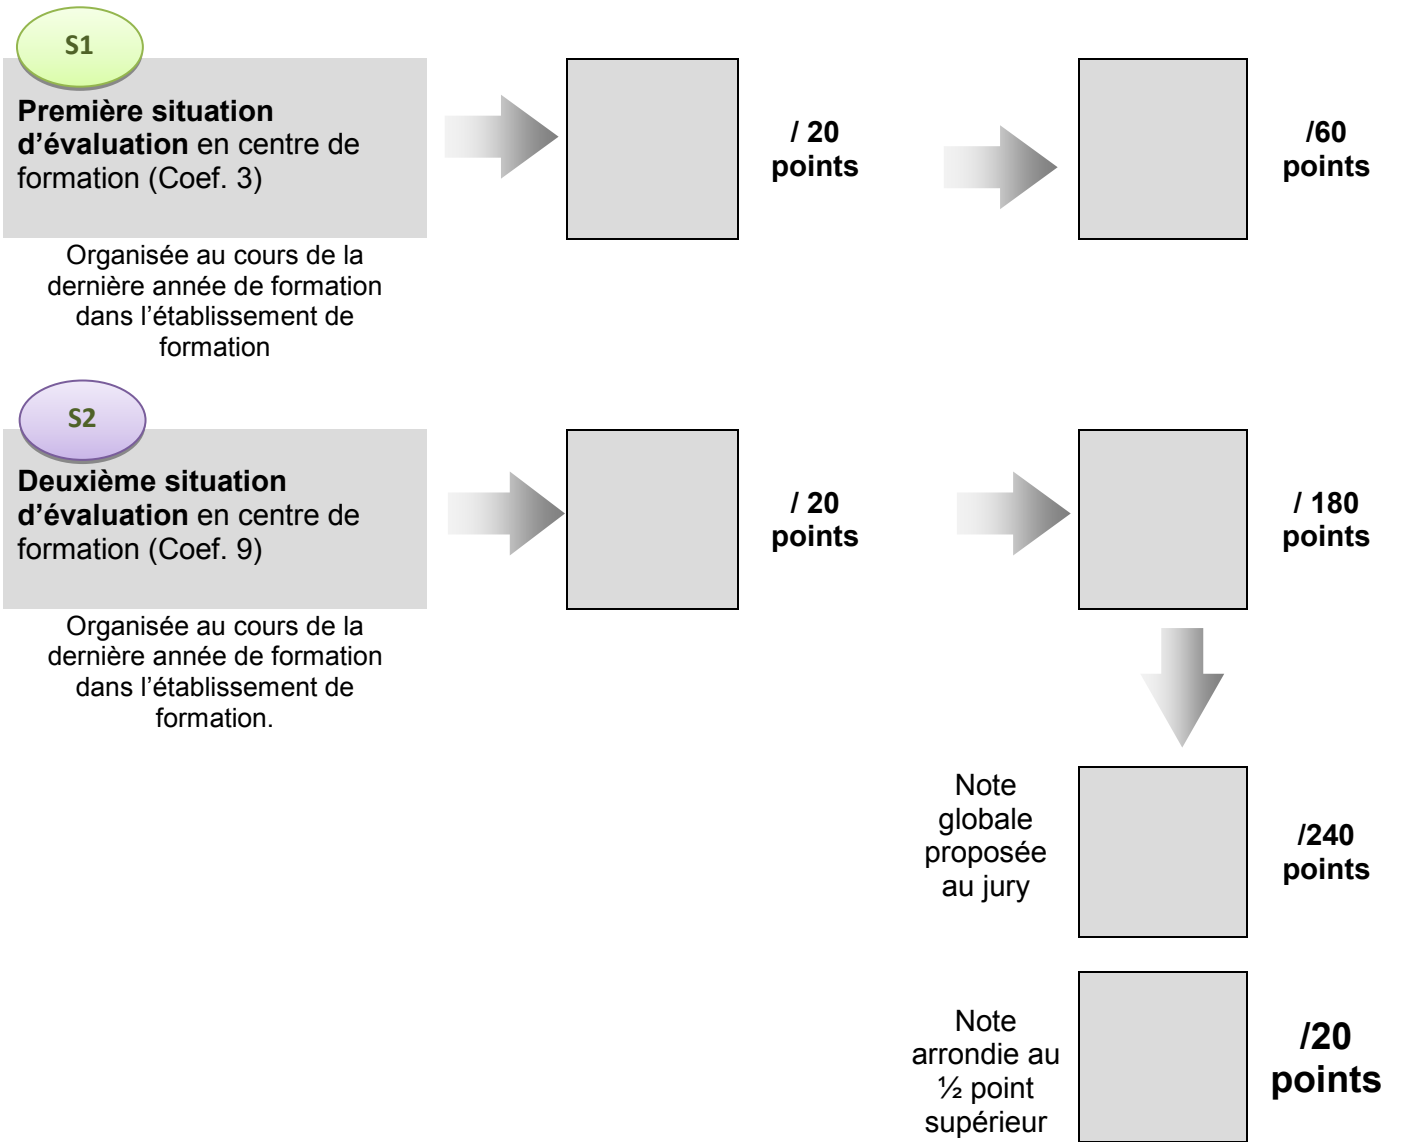 S1
Première situation
d’évaluation en centre de
formation (Coef. 3)
/ 20
points
/60
points
Organisée au cours de la
dernière année de formation
dans l’établissement de
formation
S2
Deuxième situation
d’évaluation en centre de
formation (Coef. 9)
/ 20
points
/ 180
points
Organisée au cours de la
dernière année de formation
dans l’établissement de
formation.
Note
globale
proposée
au jury
/240
points
Note
arrondie au
½ point
supérieur
/20
points